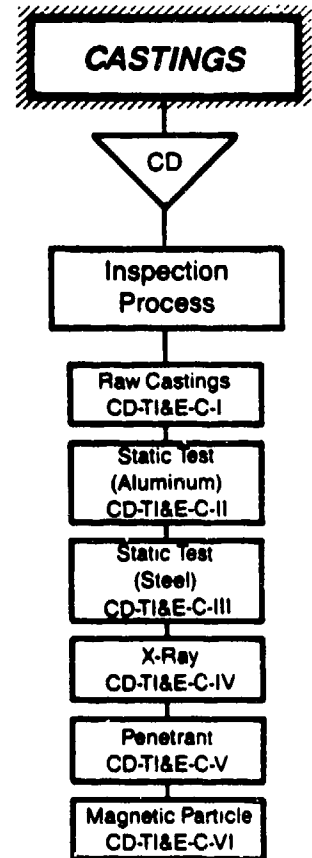 CASTINGS
CD
Inspection
Process
Raw Castings
CD-TI&E-C-I
Static Test
(Aluminum)
CD-TI&E-C-II
Static Test
(Steel)
CD-TI&E-C-III
X-Ray
CD-TI&E-C-IV
Penetrant
CD-TI&E-C-V
Magnetic Particle
CD-TI&E-C-VI